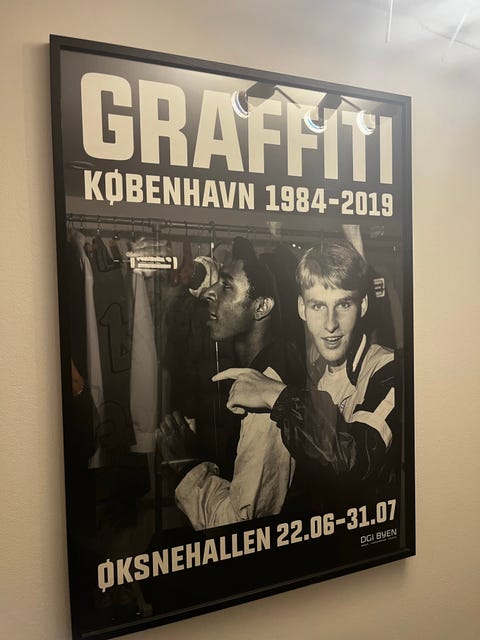 GRAFFITI
KØBENHAVN 1984-2019
ØKSNEHALLEN 22.06-31.07
DGI BYEN